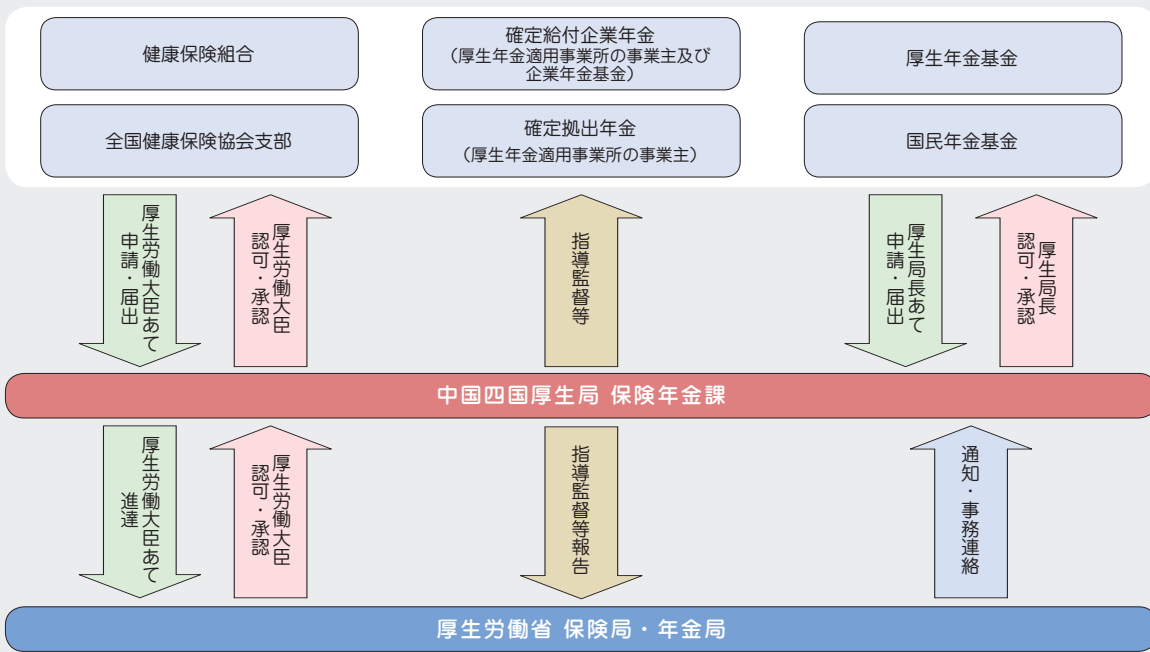 健康保険組合
確定給付企業年金
（厚生年金適用事業所の事業主及び
企業年金基金）
厚生年金基金
全国健康保険協会支部
確定拠出年金
（厚生年金適用事業所の事業主）
国民年金基金
厚生労働大臣あて
申請・届出
厚生労働大臣
認可・承認
指導監督等
厚生局長あて
申請・届出
厚生局長
認可・承認
中国四国厚生局 保険年金課
厚生労働大臣あて
進達
厚生労働大臣
認可・承認
指導監督等報告
通知・事務連絡
厚生労働省 保険局・年金局